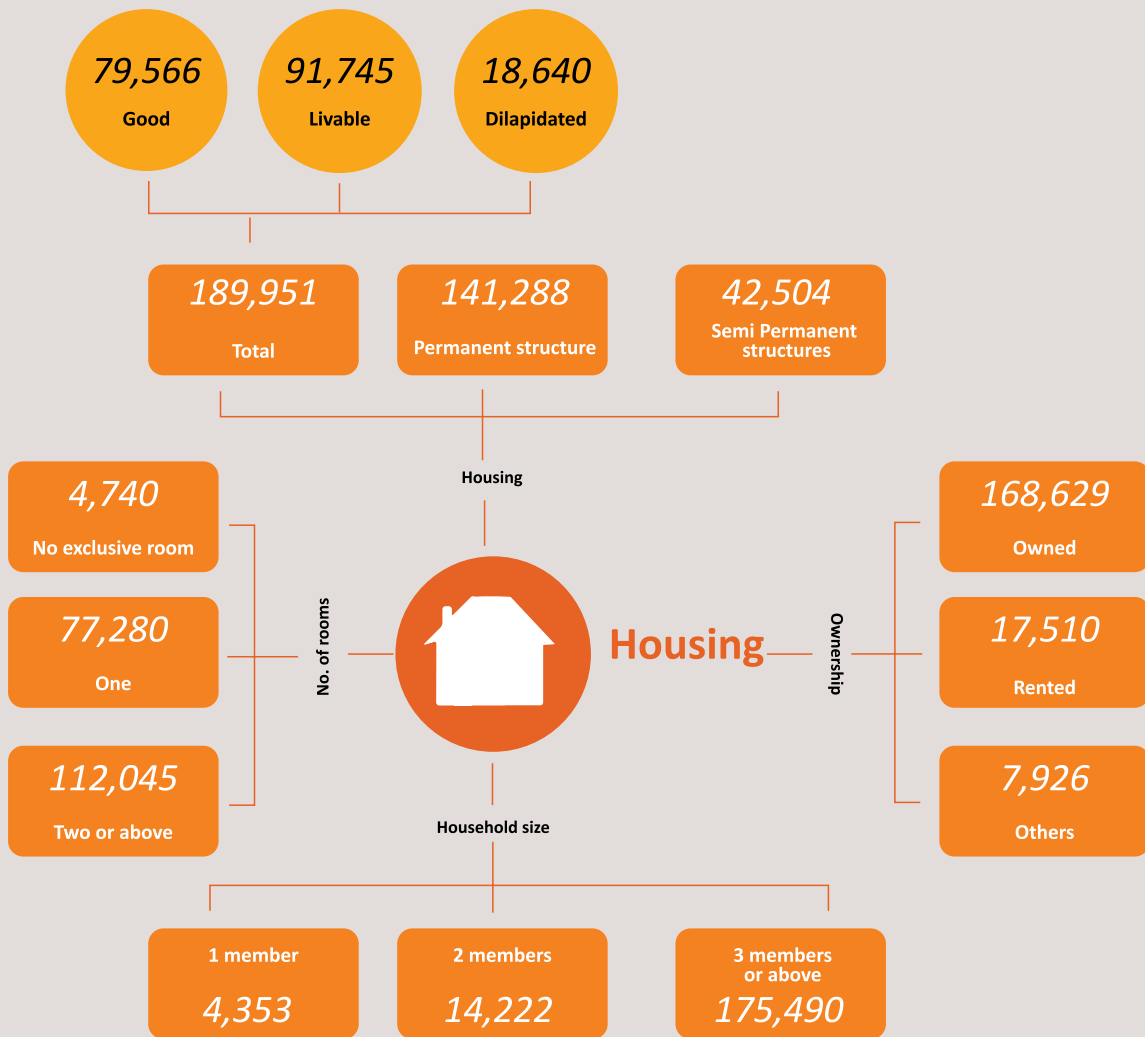 79,566
Good
91,745
Livable
18,640
Dilapidated
189,951
Total
141,288
Permanent structure
42,504
Semi Permanent
structures
Housing
4,740
No exclusive room
77,280
One
112,045
Two or above
No. of rooms
Housing
Ownership
168,629
Owned
17,510
Rented
7,926
Others
Household size
1 member
4,353
2 members
14,222
3 members
or above
175,490